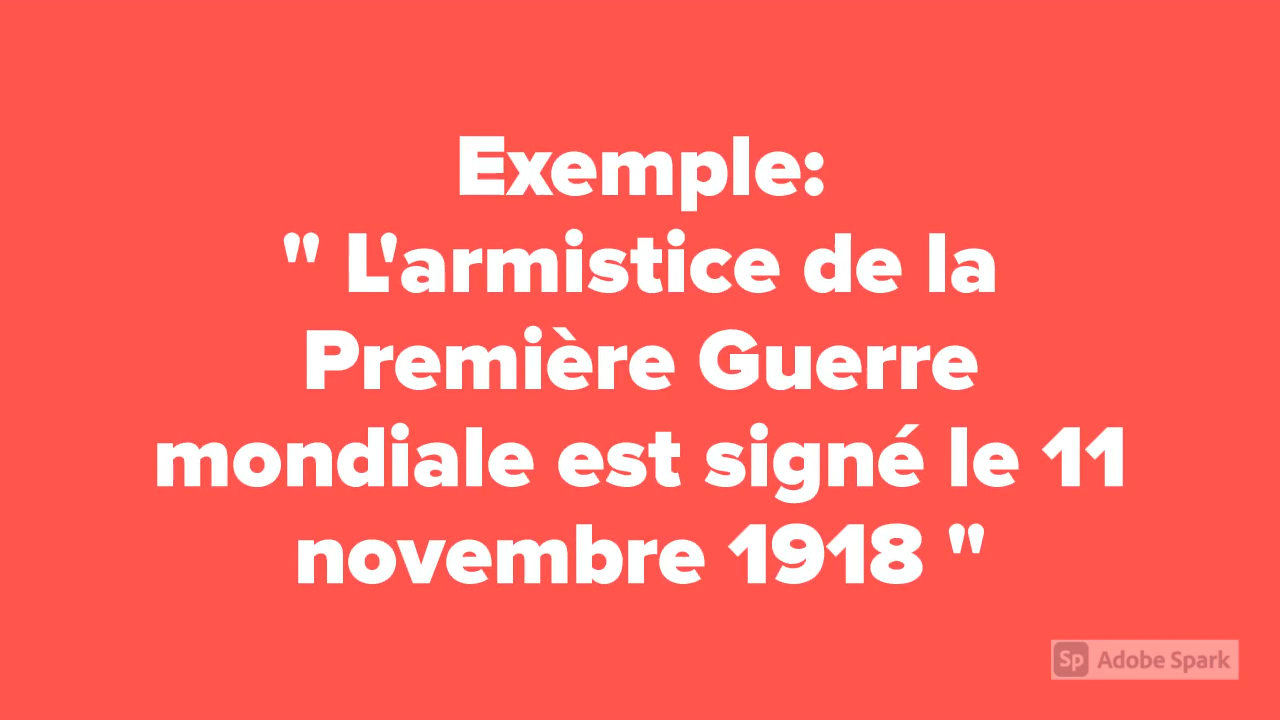 Exemple:
" L'armistice de la
Première Guerre
mondiale est signé le 11
novembre 1918 "
Sp Adobe Spark